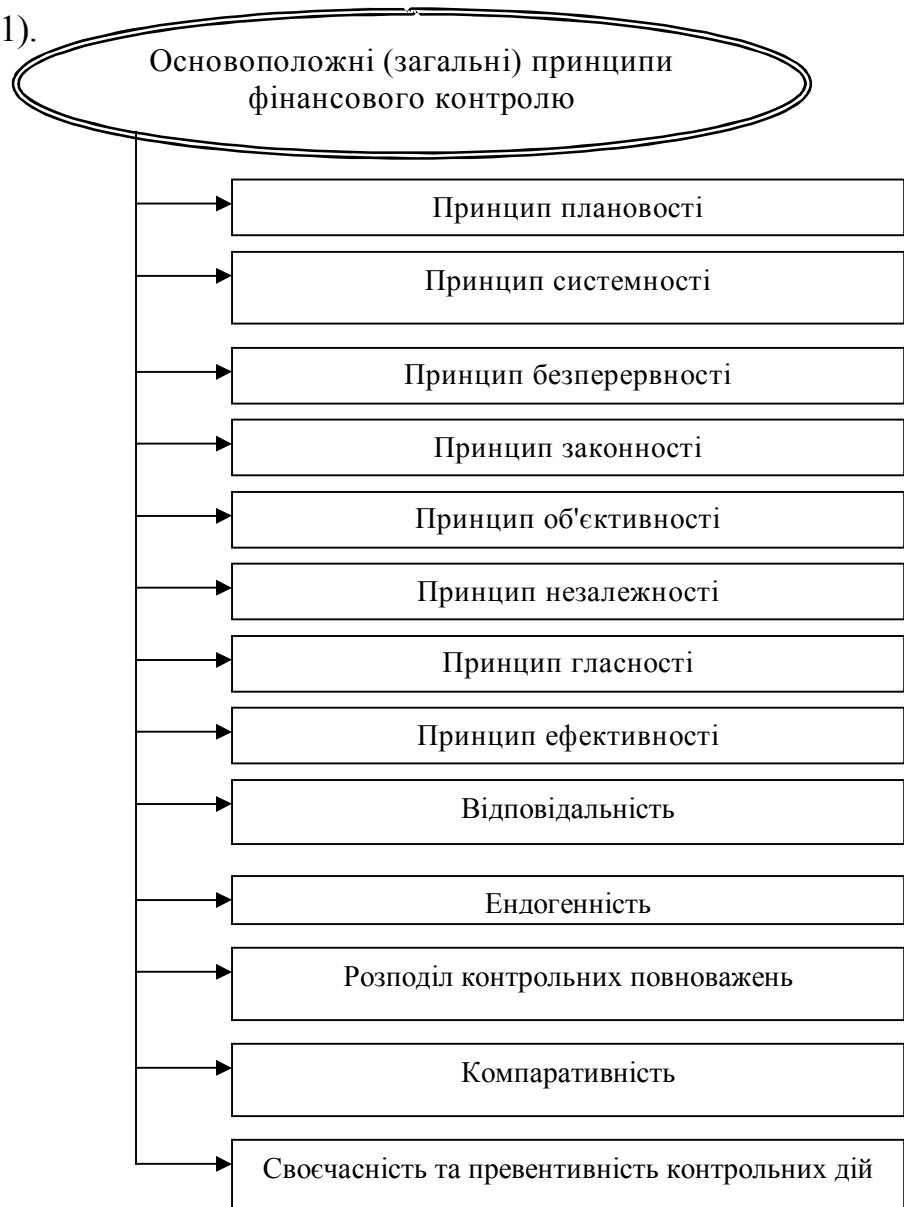 1).
Основоположні (загальні) принципи
фінансового контролю
Принцип плановості
Принцип системності
Принцип безперервності
Принцип законності
Принцип об'єктивності
Принцип незалежності
Принцип гласності
Принцип ефективності
Відповідальність
Ендогенність
Розподіл контрольних повноважень
Компаративність
Своєчасність та превентивність контрольних дій